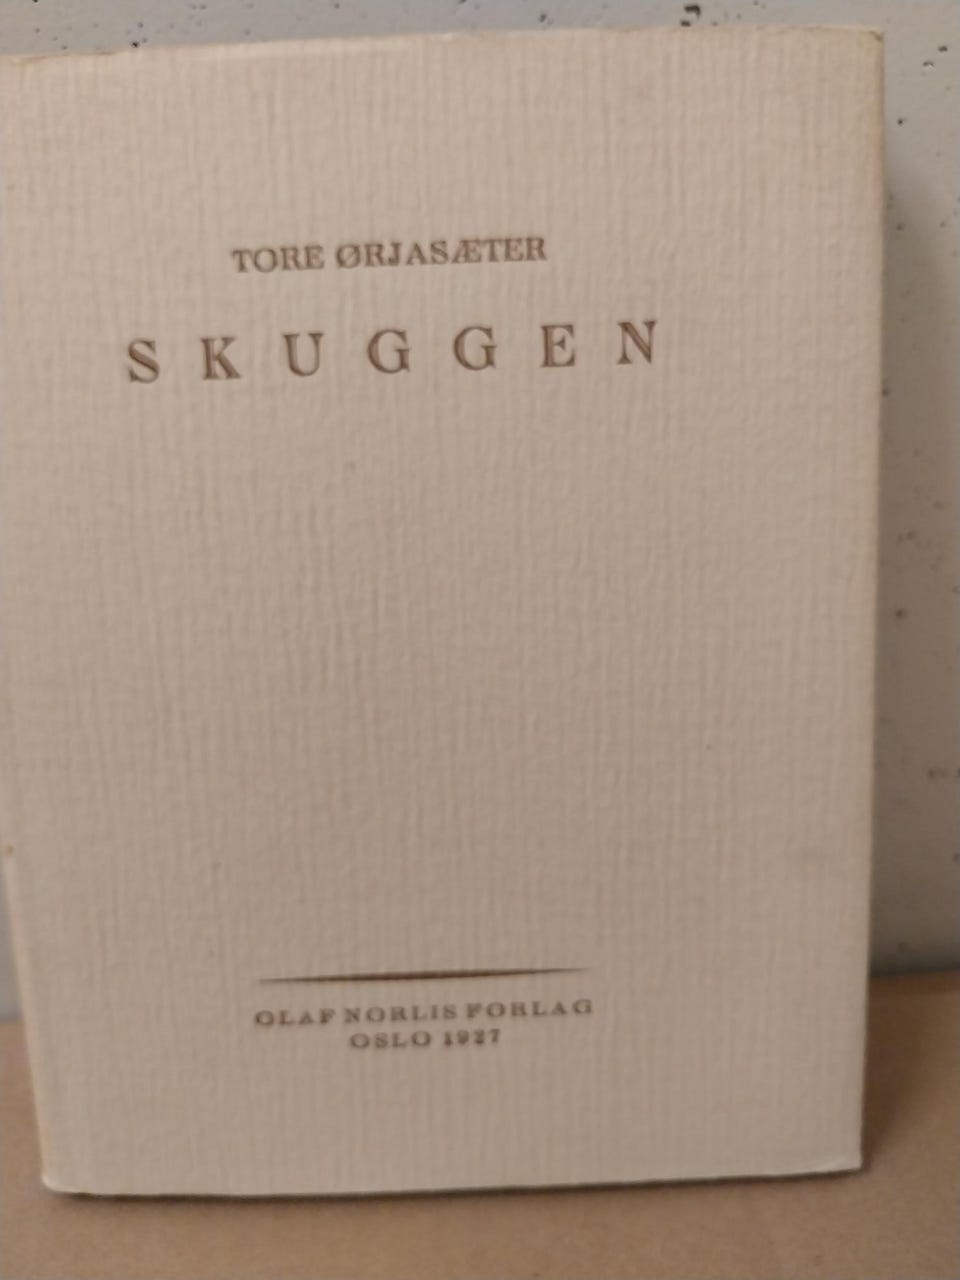 TORE ØRJASÆTER
SKUGGEN
OLAF NORLIS FORLAG
OSLO 1927